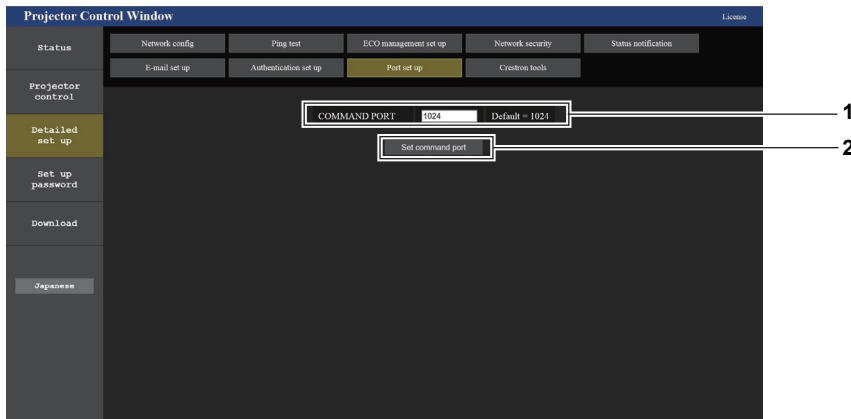 Projector Control Window
License
Status
Projector
control
Detailed
set up
Set up
password
Download
Japanese
Network config
Ping test
ECO management set up
Network security
Status notification
E-mail set up
Authentication set up
Port set up
Crestron tools
COMMAND PORT 1024 Default = 1024
1
Set command port
2